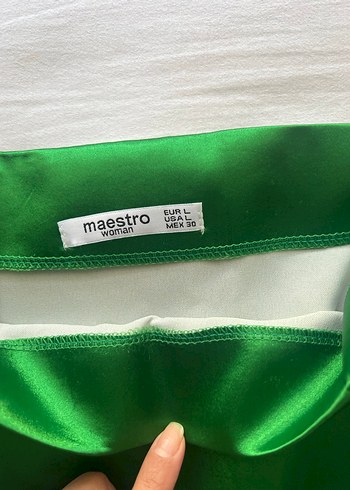 maestro
woman
EUR L
USA L
MEX 30